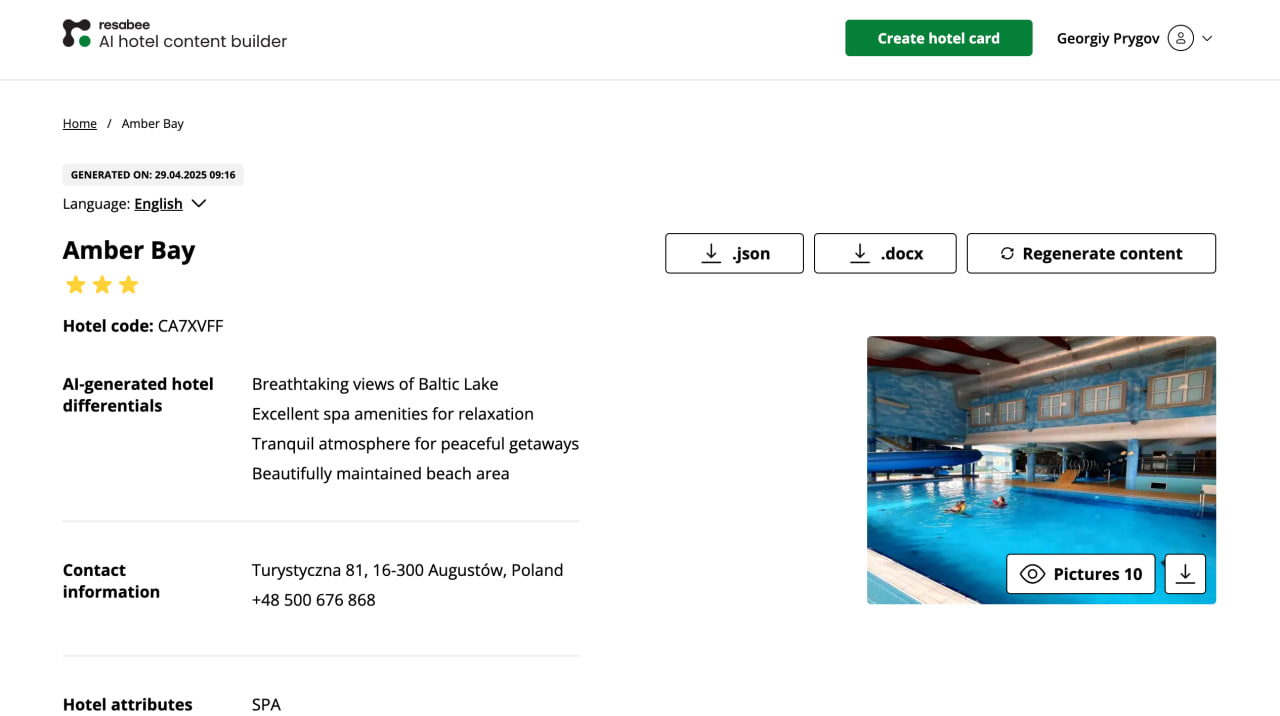 resabee
AI hotel content builder
Create hotel card
Georgiy Prygov
Home / Amber Bay
GENERATED ON: 29.04.2025 09:16
Language: English
Amber Bay
.json
.docx
Regenerate content
Hotel code: CA7XVFF
AI-generated hotel
differentials
Breathtaking views of Baltic Lake
Excellent spa amenities for relaxation
Tranquil atmosphere for peaceful getaways
Beautifully maintained beach area
Pictures 10
Contact
information
Turystyczna 81, 16-300 Augustów, Poland
+48 500 676 868
Hotel attributes
SPA